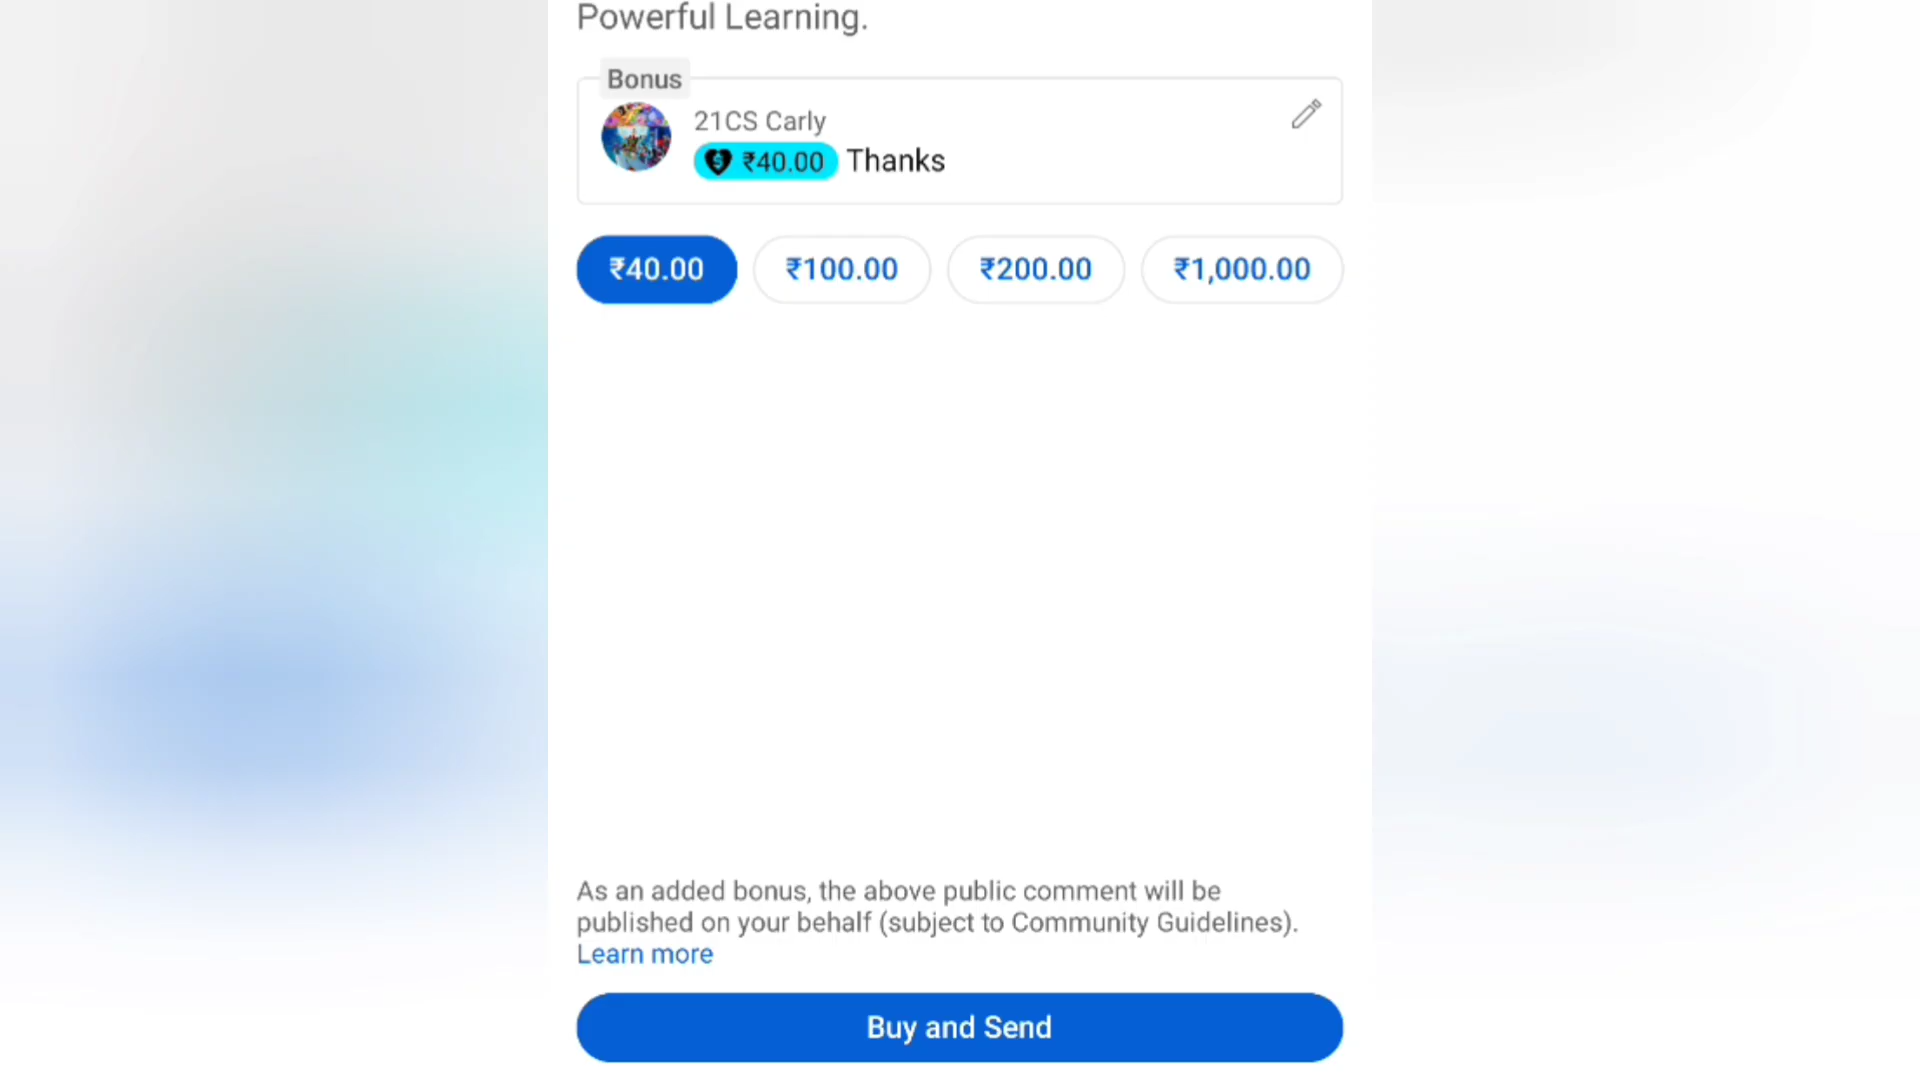 Powerful Learning.
Bonus
21CS Carly
₹40.00 Thanks
₹40.00 ₹100.00 ₹200.00 ₹1,000.00
As an added bonus, the above public comment will be
published on your behalf (subject to Community Guidelines).
Learn more
Buy and Send